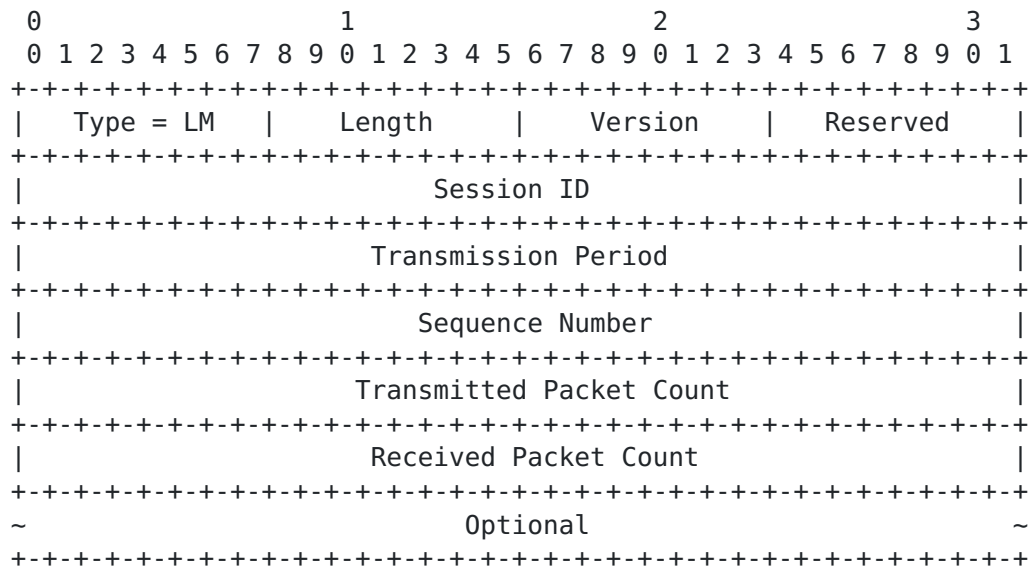 0                   1                   2                   3
 0 1 2 3 4 5 6 7 8 9 0 1 2 3 4 5 6 7 8 9 0 1 2 3 4 5 6 7 8 9 0 1
+-+-+-+-+-+-+-+-+-+-+-+-+-+-+-+-+-+-+-+-+-+-+-+-+-+-+-+-+-+-+-+-+
|   Type = LM   |    Length     |    Version    |   Reserved    |
+-+-+-+-+-+-+-+-+-+-+-+-+-+-+-+-+-+-+-+-+-+-+-+-+-+-+-+-+-+-+-+-+
|                          Session ID                           |
+-+-+-+-+-+-+-+-+-+-+-+-+-+-+-+-+-+-+-+-+-+-+-+-+-+-+-+-+-+-+-+-+
|                      Transmission Period                      |
+-+-+-+-+-+-+-+-+-+-+-+-+-+-+-+-+-+-+-+-+-+-+-+-+-+-+-+-+-+-+-+-+
|                         Sequence Number                       |
+-+-+-+-+-+-+-+-+-+-+-+-+-+-+-+-+-+-+-+-+-+-+-+-+-+-+-+-+-+-+-+-+
|                     Transmitted Packet Count                  |
+-+-+-+-+-+-+-+-+-+-+-+-+-+-+-+-+-+-+-+-+-+-+-+-+-+-+-+-+-+-+-+-+
|                      Received Packet Count                    |
+-+-+-+-+-+-+-+-+-+-+-+-+-+-+-+-+-+-+-+-+-+-+-+-+-+-+-+-+-+-+-+-+
~                            Optional                           ~
+-+-+-+-+-+-+-+-+-+-+-+-+-+-+-+-+-+-+-+-+-+-+-+-+-+-+-+-+-+-+-+-+